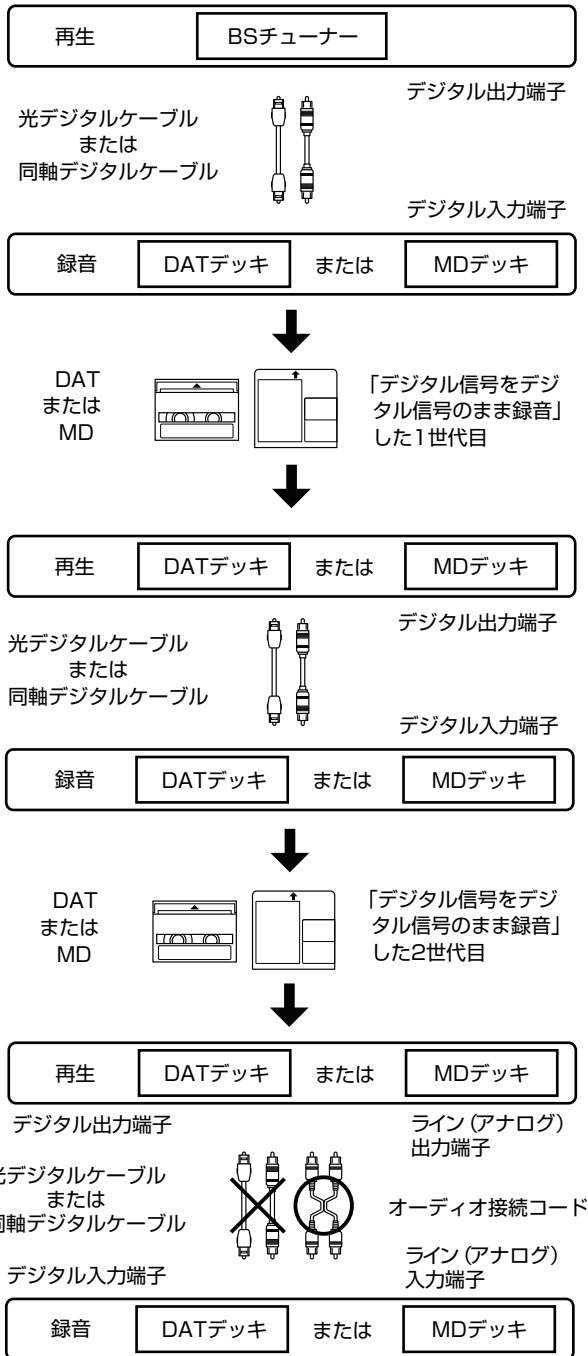 再生 BSチューナー
デジタル出力端子
光デジタルケーブル
または
同軸デジタルケーブル
デジタル入力端子
録音 DATデッキ または MDデッキ
DAT
または
MD
「デジタル信号をデジ
タル信号のまま録音」
した1世代目
再生 DATデッキ または MDデッキ
デジタル出力端子
光デジタルケーブル
または
同軸デジタルケーブル
デジタル入力端子
録音 DATデッキ または MDデッキ
DAT
または
MD
「デジタル信号をデジ
タル信号のまま録音」
した2世代目
再生 DATデッキ または MDデッキ
デジタル出力端子
ライン(アナログ)
出力端子
光デジタルケーブル
または
同軸デジタルケーブル
オーディオ接続コード
デジタル入力端子
ライン(アナログ)
入力端子
録音 DATデッキ または MDデッキ